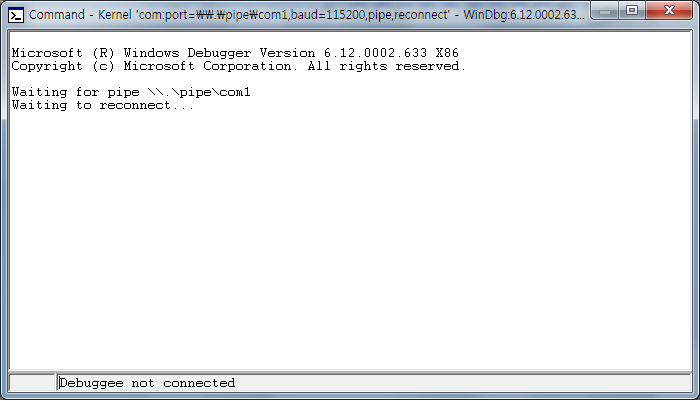 Command - Kernel 'com:port=₩₩.₩pipe₩com1,baud=115200,pipe,reconnect' - WinDbg:6.12.0002.63...
Microsoft (R) Windows Debugger Version 6.12.0002.633 X86
Copyright (c) Microsoft Corporation. All rights reserved.
Waiting for pipe \\.\pipe\com1
Waiting to reconnect...
Debuggee not connected